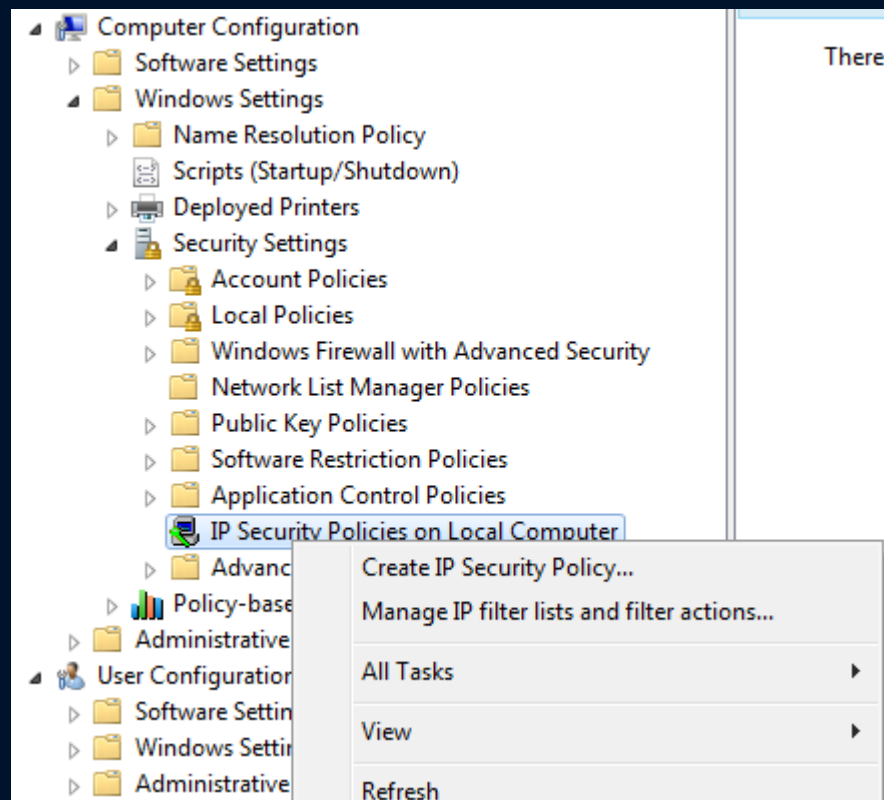 Computer Configuration
Software Settings
There
Windows Settings
Name Resolution Policy
Scripts (Startup/Shutdown)
Deployed Printers
Security Settings
Account Policies
Local Policies
Windows Firewall with Advanced Security
Network List Manager Policies
Public Key Policies
Software Restriction Policies
Application Control Policies
IP Security Policies on Local Computer
Advanc
Policy-base
Administrative
User Configuration
Software Settin
Windows Settin
Administrative
Create IP Security Policy...
Manage IP filter lists and filter actions...
All Tasks
View
Refresh